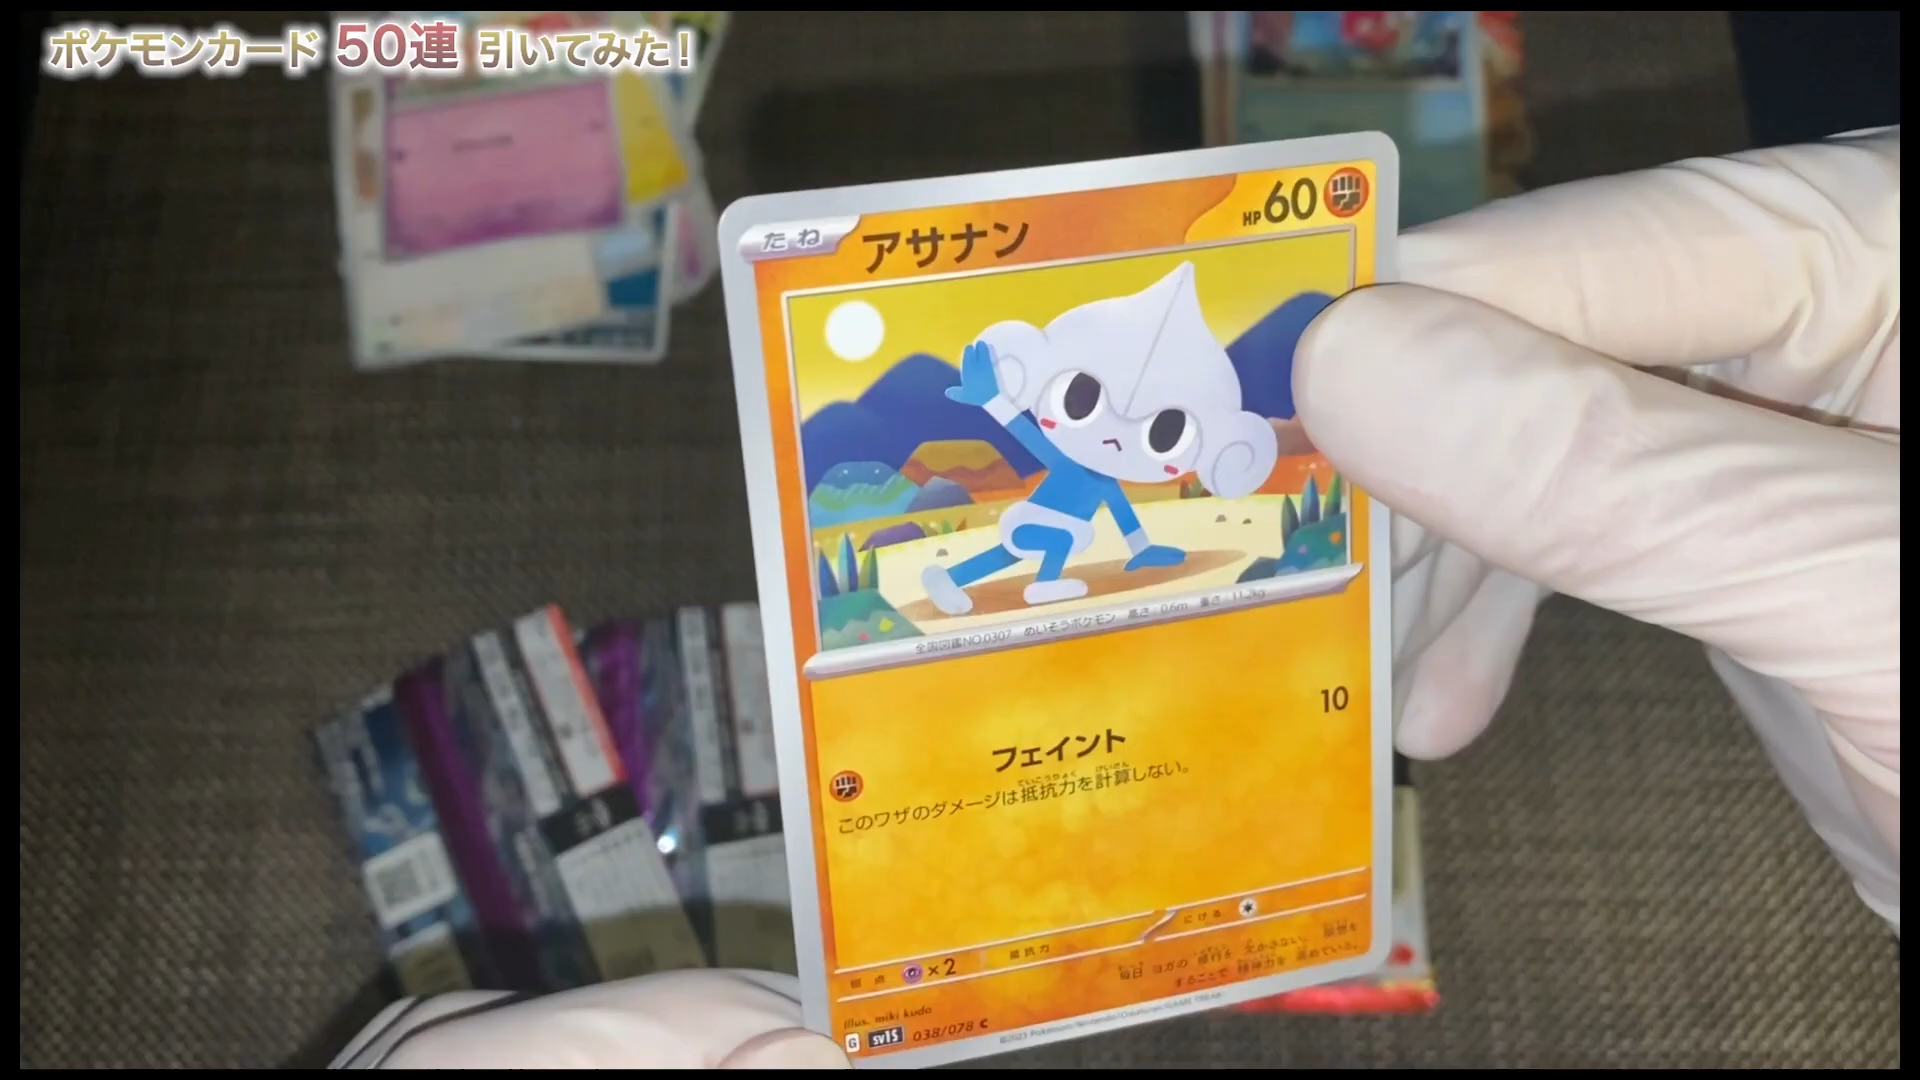 ポケモンカード 50連 引いてみた!
たね アサナン HP60
全国図鑑NO.0307 めいそうポケモン 高さ:0.6m 重さ:11.2kg
フェイント 10
このワザのダメージは抵抗力を計算しない。
弱点 ×2 抵抗力 にげる
毎日 ヨガの 修行を 欠かさない。 瞑想を
することで 精神力を 高めている。
Illus. miki kudo
G sv1S 038/078 C
©2023 Pokémon/Nintendo/Creatures/GAME FREAK